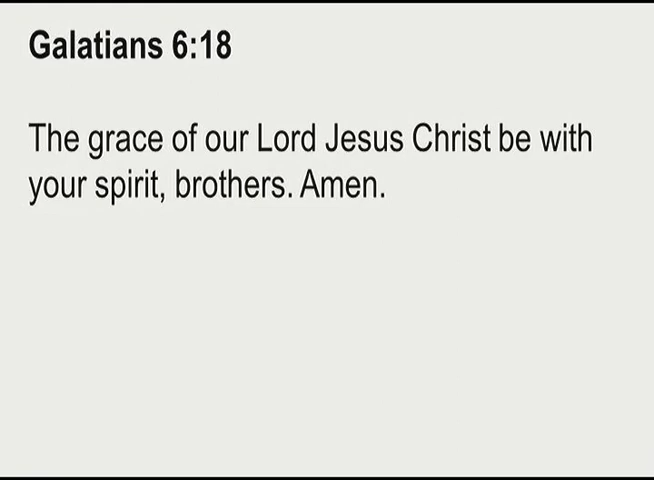 Galatians 6:18
The grace of our Lord Jesus Christ be with
your spirit, brothers. Amen.